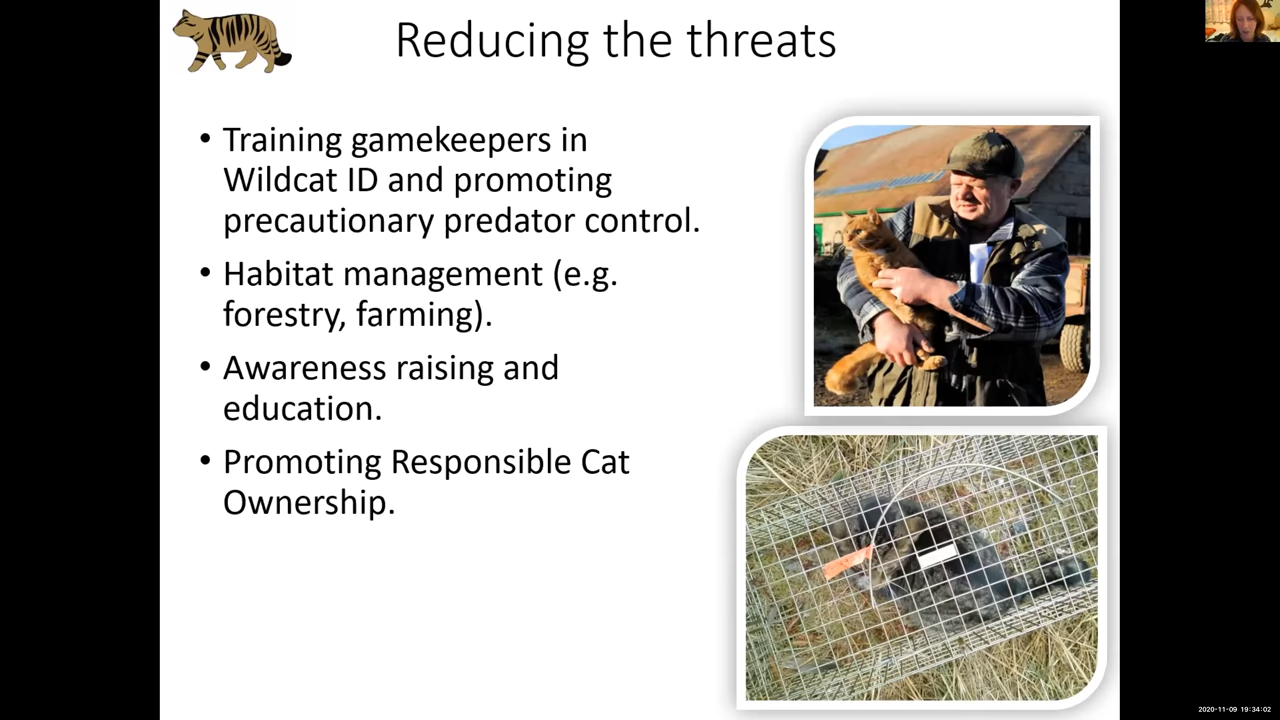 Reducing the threats
• Training gamekeepers in
Wildcat ID and promoting
precautionary predator control.
• Habitat management (e.g.
forestry, farming).
• Awareness raising and
education.
• Promoting Responsible Cat
Ownership.
2020-11-09 19:34:02